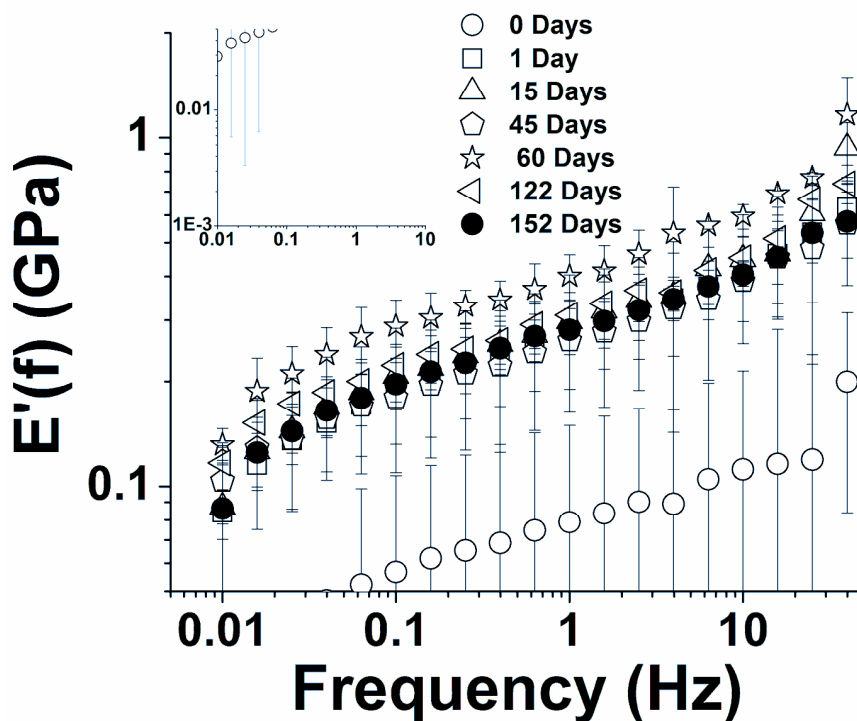 0 Days
1 Day
15 Days
45 Days
60 Days
122 Days
152 Days
0.01
1E-3
0.01 0.1 1 10
1
0.1
E'(f) (GPa)
0.01 0.1 1 10
Frequency (Hz)